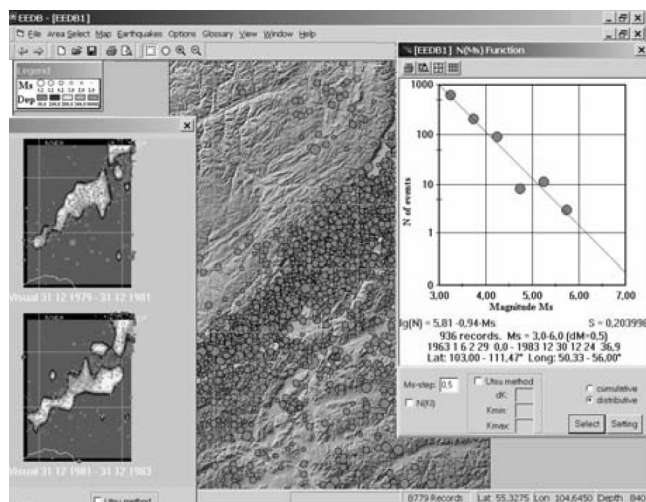 EEDB - [EEDB1]
File Area Select Map Earthquakes Options Glossary View Window Help
Legend
Ms
Dep
Visual 31 12 1979 - 31 12 1981
Visual 31 12 1981 - 31 12 1983
Utsu method
[EEDB1] N(Ms) Function
1000
100
10
1
0
N of events
3,00 4,00 5,00 6,00 7,00
Magnitude Ms
lg(N) = 5,81 -0,94·Ms S = 0,203998
936 records. Ms = 3,0-6,0 (dM=0,5)
1963 1 6 2 29 0,0 - 1983 12 30 12 24 36,9
Lat: 103,00 - 111,47° Long: 50,33 - 56,00°
Ms-step: 0,5
N(K)
Utsu method
dK:
Kmin:
Kmax:
cumulative
distributive
Select Setting
8779 Records Lat 55,3275 Lon 104,6450 Depth 840